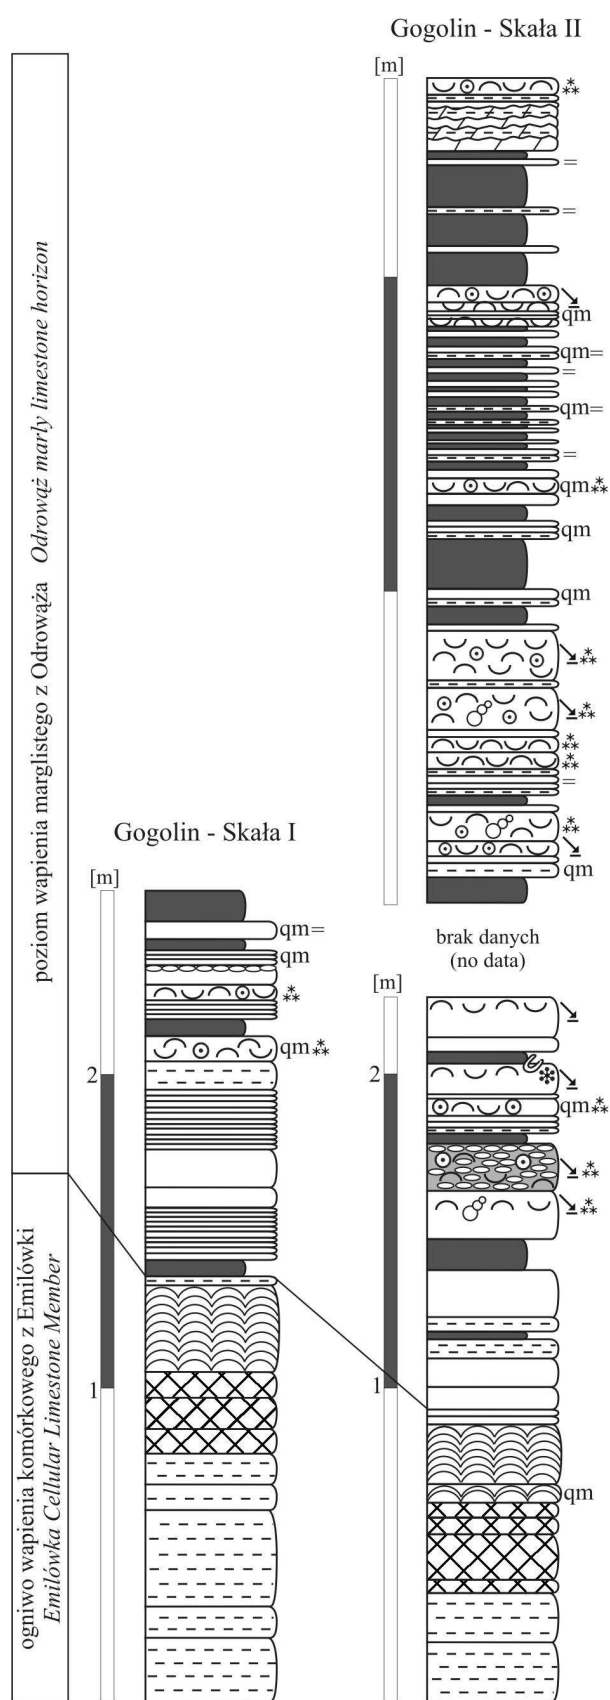 Gogolin - Skała II
[m]
qm
qm=
=
qm=
=
qm
qm
qm
=
qm
poziom wapienia marglistego z Odrowąża Odrowąż marly limestone horizon
Gogolin - Skała I
[m]
qm=
qm
qm
2
1
brak danych
(no data)
[m]
2
qm
1
qm
ogniwo wapienia komórkowego z Emilówki
Emilówka Cellular Limestone Member